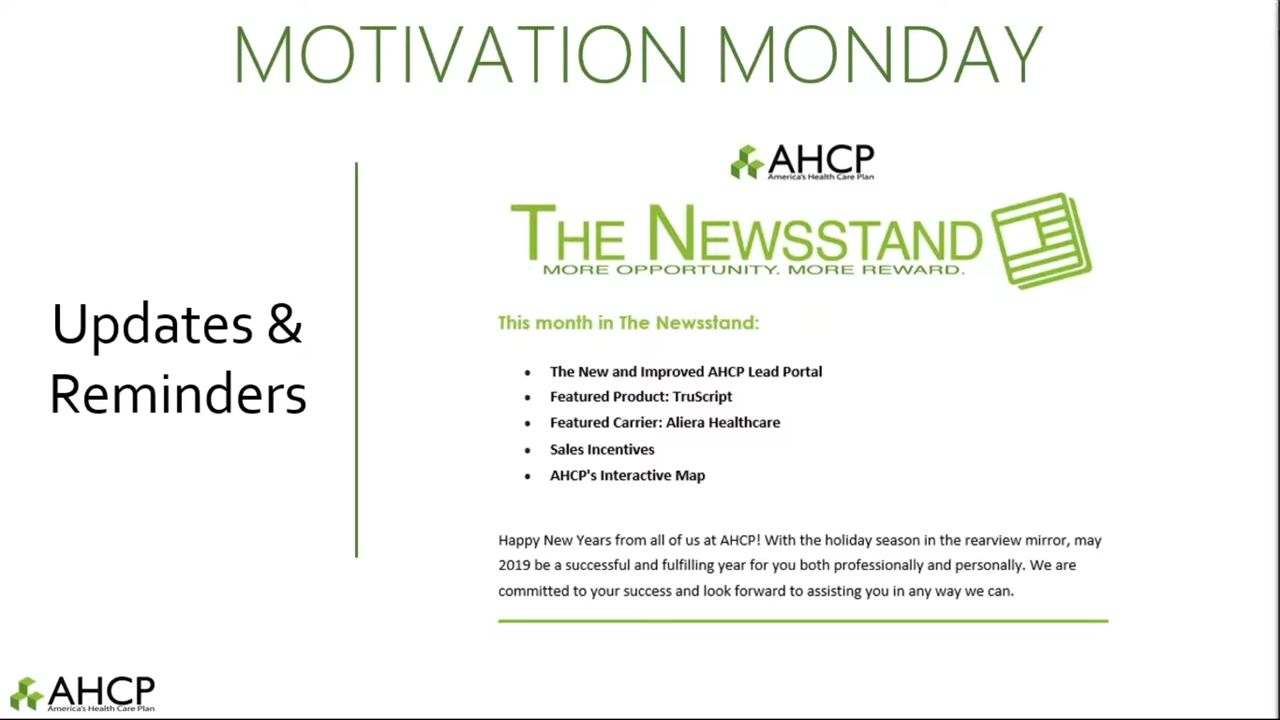 MOTIVATION MONDAY
Updates &
Reminders
AHCP
America's Health Care Plan
THE NEWSSTAND
MORE OPPORTUNITY. MORE REWARD.
This month in The Newsstand:
• The New and Improved AHCP Lead Portal
• Featured Product: TruScript
• Featured Carrier: Aliera Healthcare
• Sales Incentives
• AHCP's Interactive Map
Happy New Years from all of us at AHCP! With the holiday season in the rearview mirror, may
2019 be a successful and fulfilling year for you both professionally and personally. We are
committed to your success and look forward to assisting you in any way we can.
AHCP
America's Health Care Plan